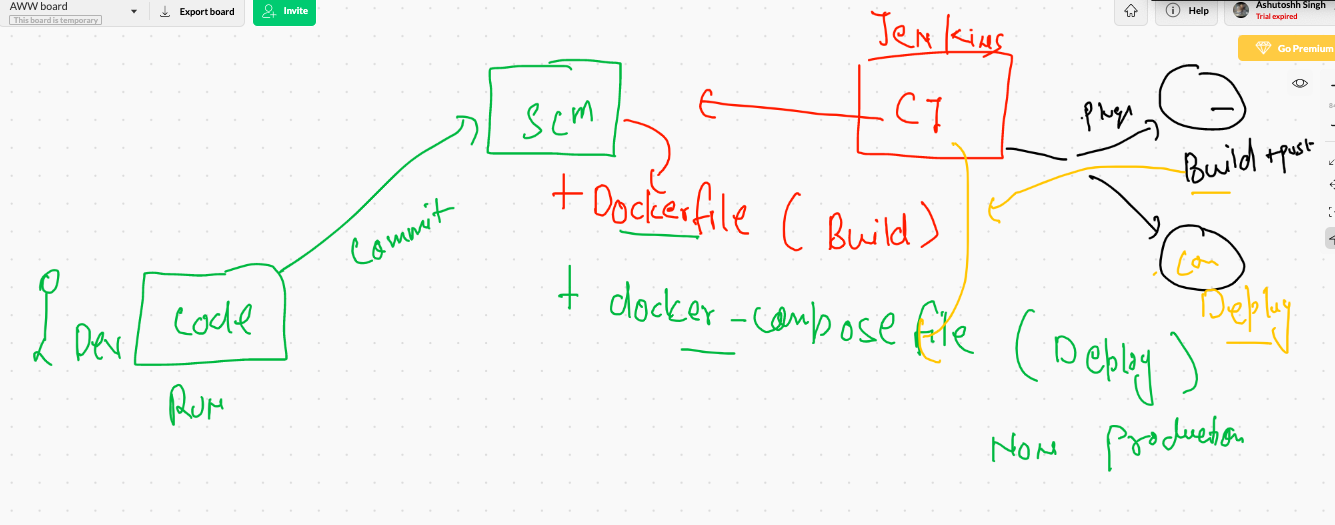 AWW board
This board is temporary
Export board
Invite
Help
Ashutoshh Singh
Trial expired
Go Premium
Jenkins
SCM
CI
Build + push
commit
+ Dockerfile (Build)
+ docker-compose file (Deploy)
Non production
Dev
code
Run
Con
Deploy